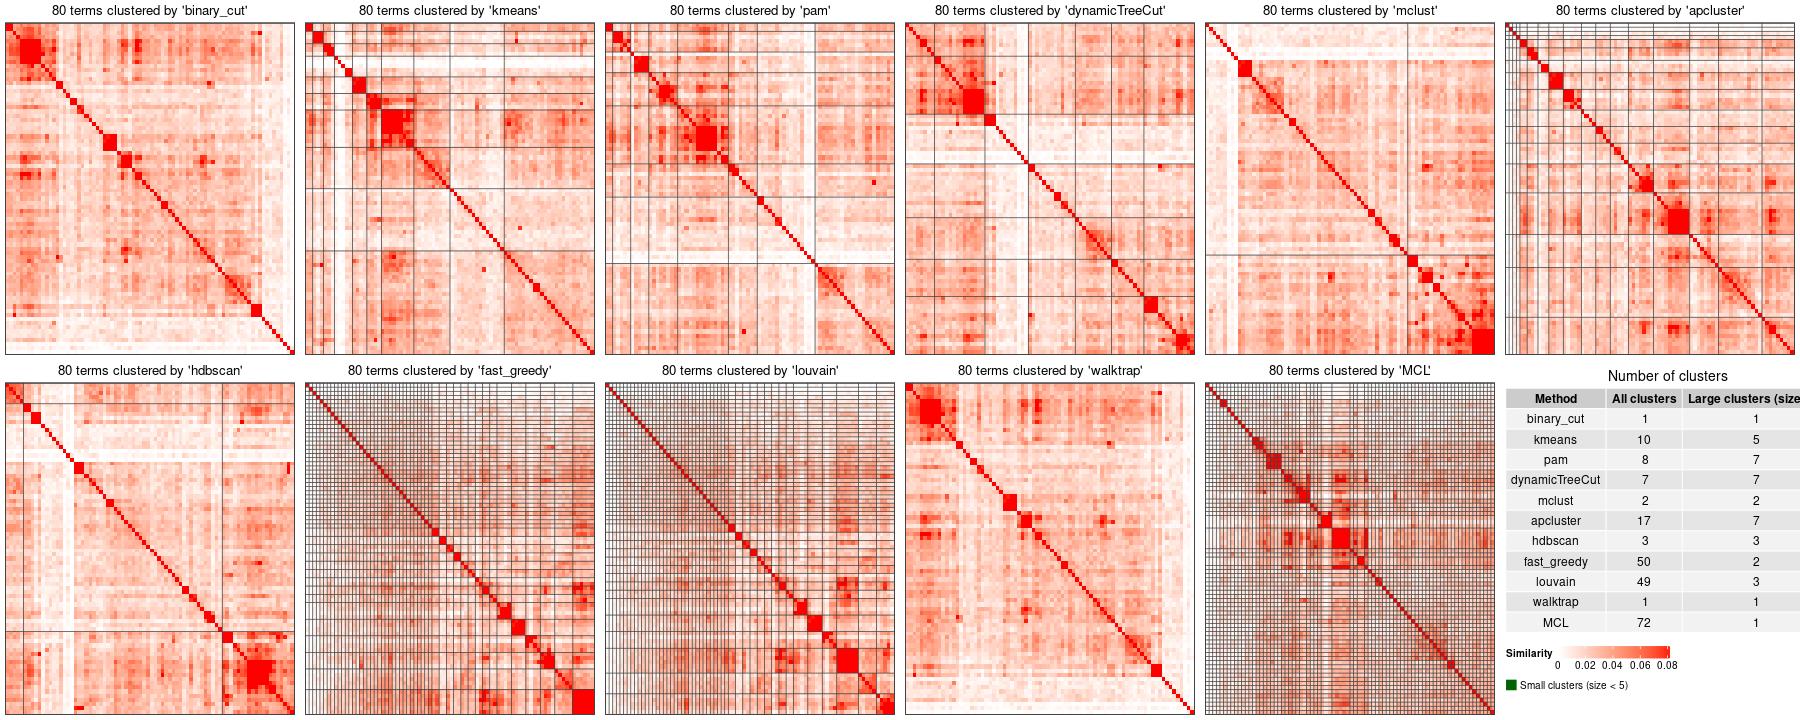 80 terms clustered by 'binary_cut'
80 terms clustered by 'kmeans'
80 terms clustered by 'pam'
80 terms clustered by 'dynamicTreeCut'
80 terms clustered by 'mclust'
80 terms clustered by 'apcluster'
80 terms clustered by 'hdbscan'
80 terms clustered by 'fast_greedy'
80 terms clustered by 'louvain'
80 terms clustered by 'walktrap'
80 terms clustered by 'MCL'
Number of clusters
Method All clusters Large clusters (size
binary_cut 1 1
kmeans 10 5
pam 8 7
dynamicTreeCut 7 7
mclust 2 2
apcluster 17 7
hdbscan 3 3
fast_greedy 50 2
louvain 49 3
walktrap 1 1
MCL 72 1
Similarity
0 0.02 0.04 0.06 0.08
Small clusters (size < 5)